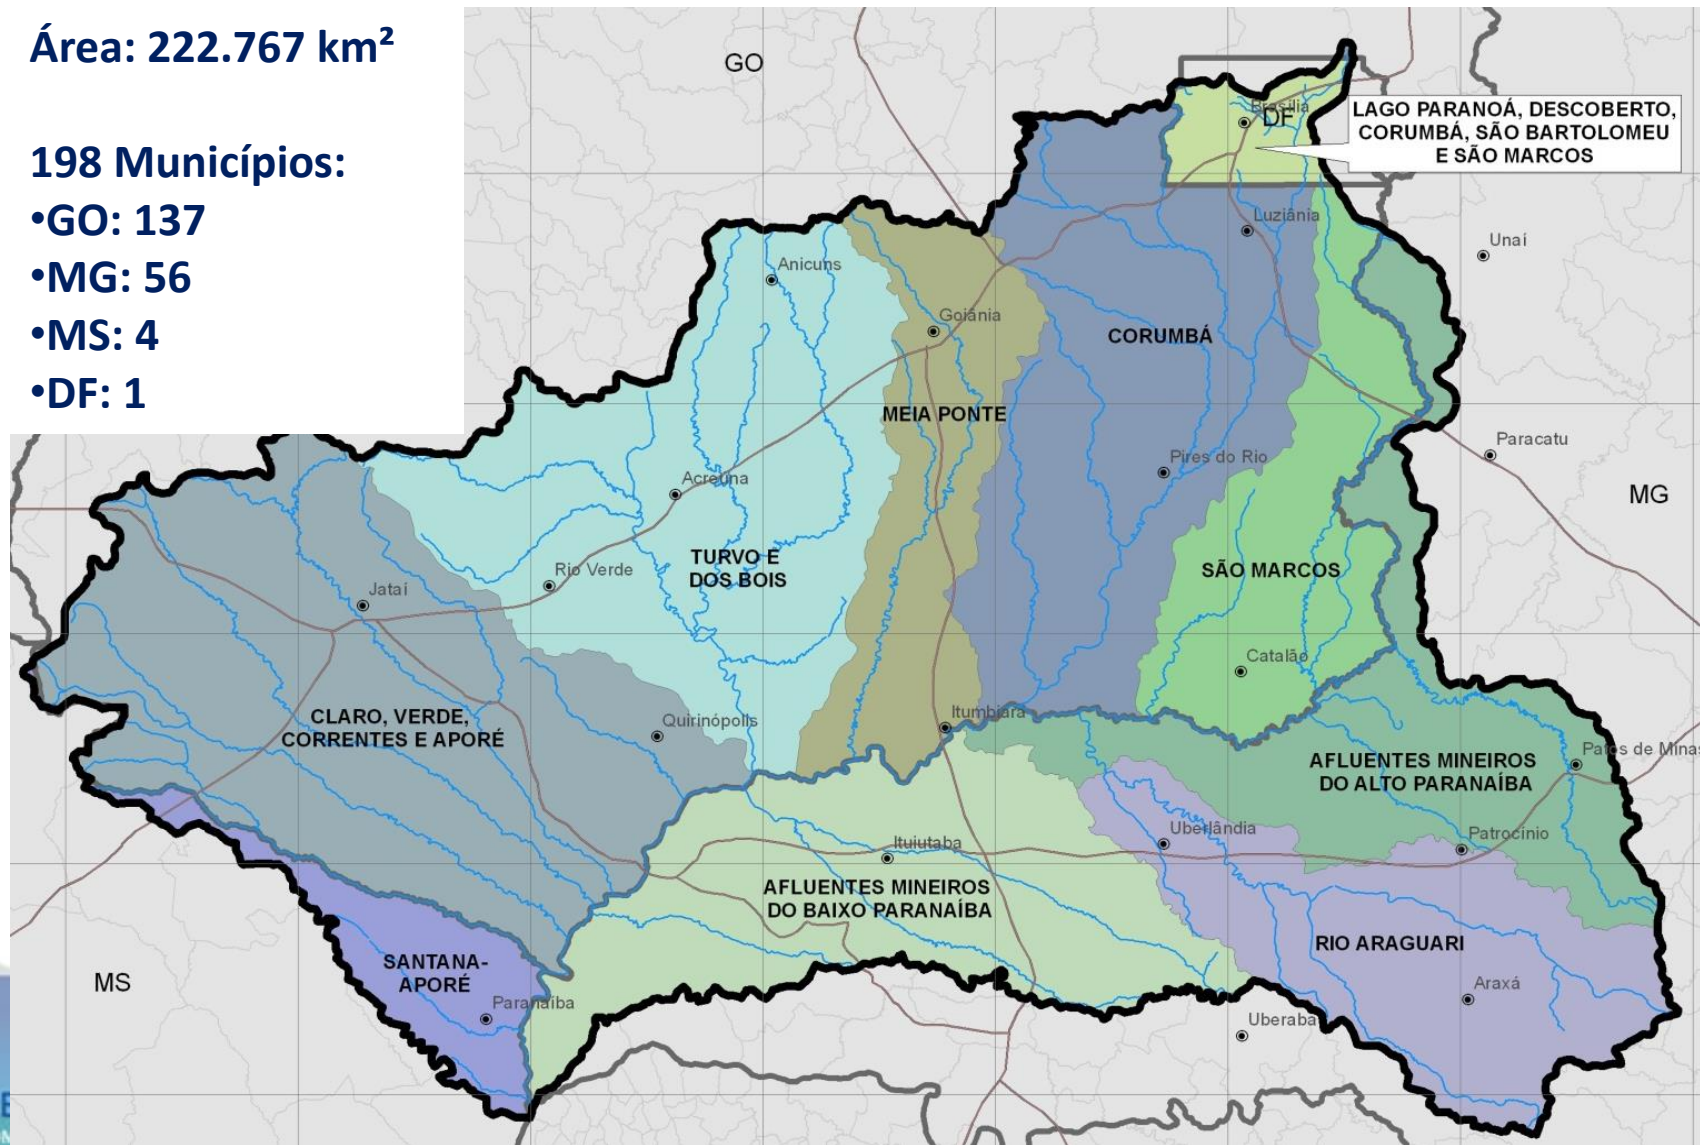 Área: 222.767 km²
198 Municípios:
•GO: 137
•MG: 56
•MS: 4
•DF: 1
GO
Brasília
DF
LAGO PARANOÁ, DESCOBERTO,
CORUMBÁ, SÃO BARTOLOMEU
E SÃO MARCOS
Luziânia
Unaí
Anicuns
Goiânia
CORUMBÁ
MEIA PONTE
Paracatu
Pires do Rio
Acreúna
MG
TURVO E
DOS BOIS
Rio Verde
SÃO MARCOS
Jataí
Catalão
CLARO, VERDE,
CORRENTES E APORÉ
Quirinópolis
Itumbiara
AFLUENTES MINEIROS
DO ALTO PARANAÍBA
Patos de Minas
Uberlândia
Patrocínio
Ituiutaba
AFLUENTES MINEIROS
DO BAIXO PARANAÍBA
RIO ARAGUARI
SANTANA-
APORÉ
MS
Paranaíba
Araxá
Uberaba